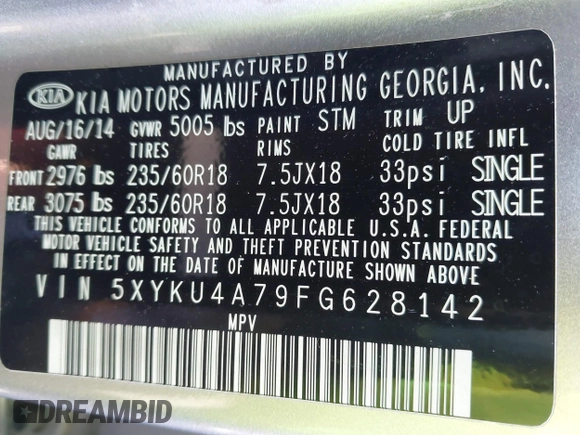 MANUFACTURED BY
KIA KIA MOTORS MANUFACTURING GEORGIA, INC.
AUG/16/14 GVWR 5005 lbs PAINT STM TRIM UP
GAWR TIRES RIMS COLD TIRE INFL
FRONT 2976 lbs 235/60R18 7.5JX18 33psi SINGLE
REAR 3075 lbs 235/60R18 7.5JX18 33psi SINGLE
THIS VEHICLE CONFORMS TO ALL APPLICABLE U.S.A. FEDERAL
MOTOR VEHICLE SAFETY AND THEFT PREVENTION STANDARDS
IN EFFECT ON THE DATE OF MANUFACTURE SHOWN ABOVE
VIN 5XYKU4A79FG628142
MPV
DREAMBID